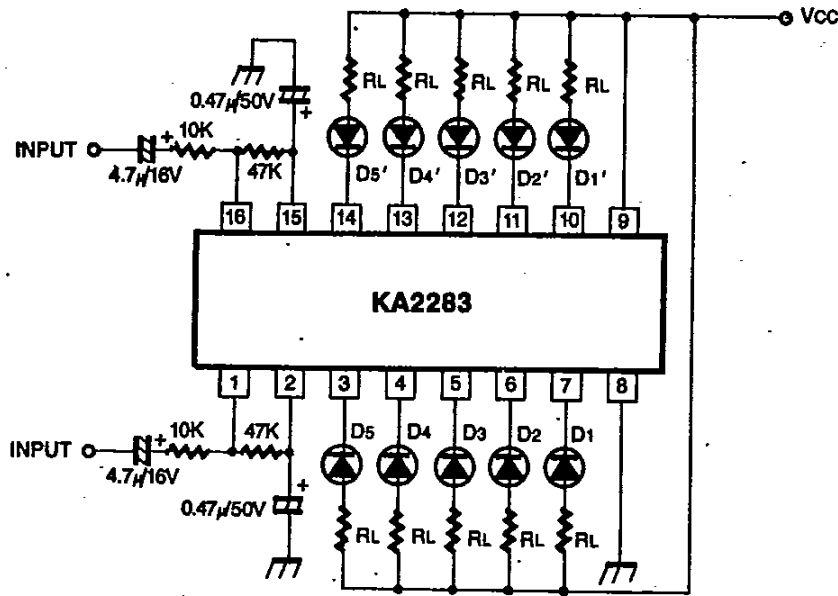 VCC
RL RL RL RL RL
0.47μ/50V
+
INPUT
+
10K
4.7μ/16V
47K
D5' D4' D3' D2' D1'
16 15 14 13 12 11 10 9
KA2283
1 2 3 4 5 6 7 8
INPUT
+
10K
47K
4.7μ/16V
D5 D4 D3 D2 D1
+
0.47μ/50V
RL RL RL RL RL